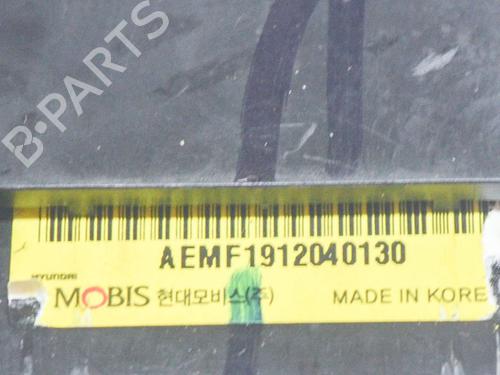 B-PARTS
AEMF1912040130
HYUNDAI
MOBIS 현대모비스(주) MADE IN KORE